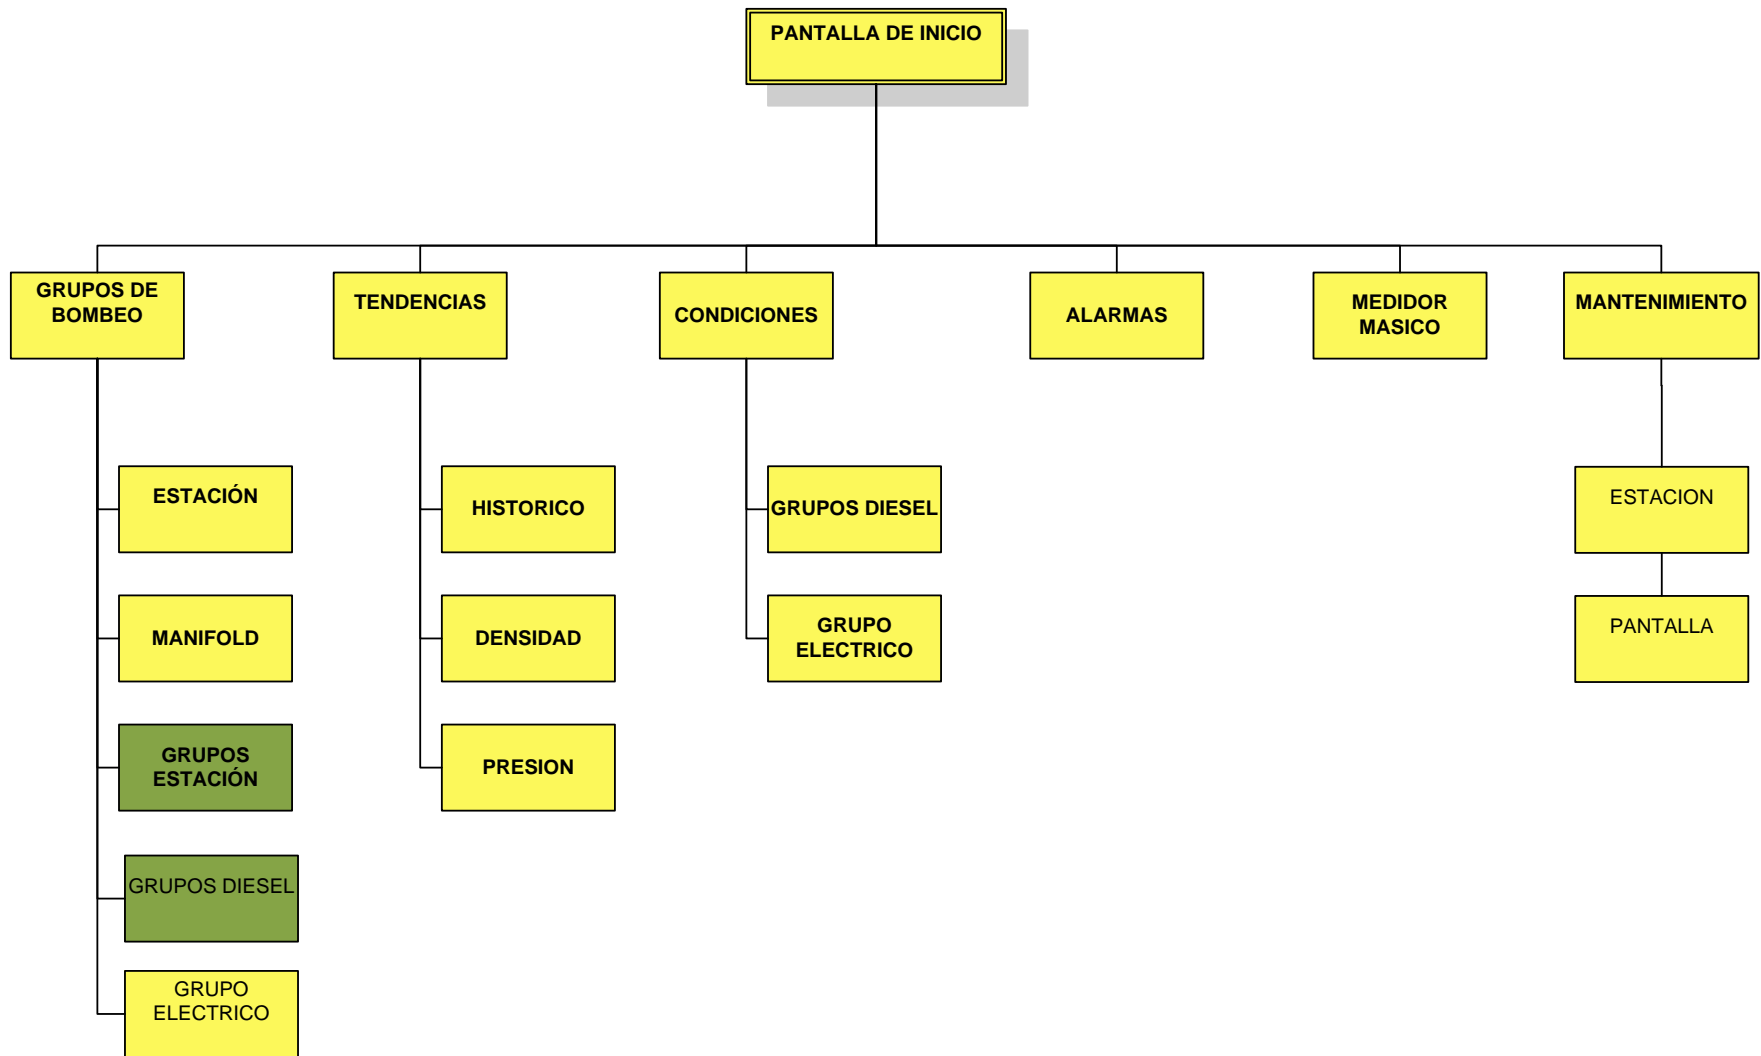 PANTALLA DE INICIO
GRUPOS DE
BOMBEO
TENDENCIAS
CONDICIONES
ALARMAS
MEDIDOR
MASICO
MANTENIMIENTO
ESTACIÓN
HISTORICO
GRUPOS DIESEL
ESTACION
MANIFOLD
DENSIDAD
GRUPO
ELECTRICO
PANTALLA
GRUPOS
ESTACIÓN
PRESION
GRUPOS DIESEL
GRUPO
ELECTRICO